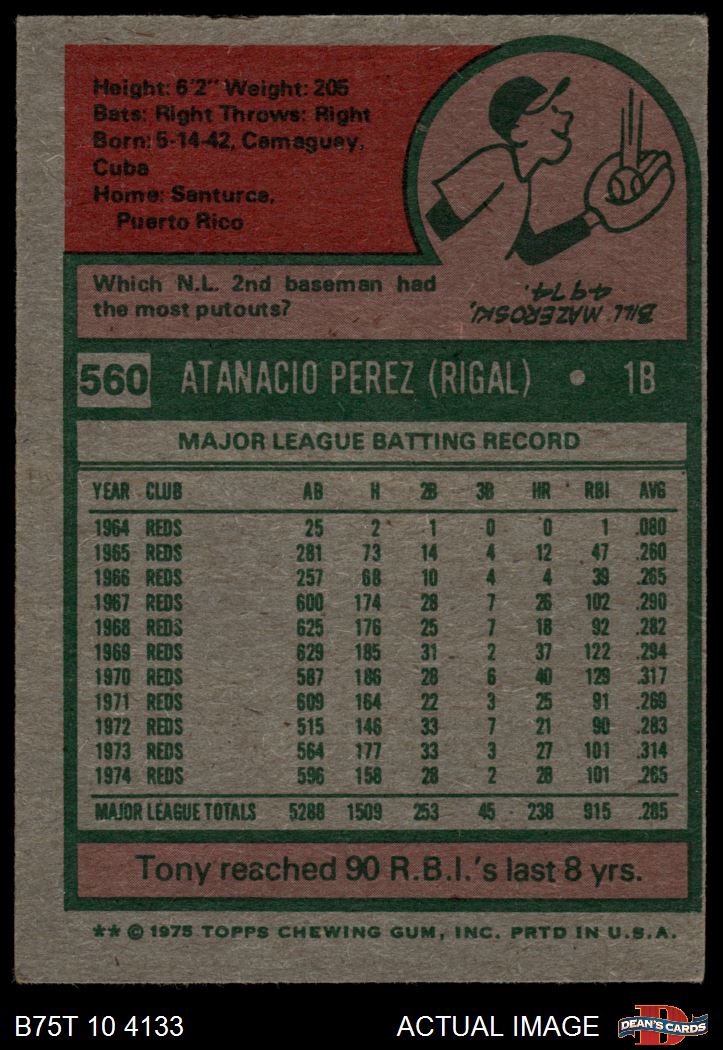 Height: 6'2" Weight: 205
Bats: Right Throws: Right
Born: 5-14-42, Camaguey,
Cuba
Home: Santurce,
Puerto Rico
Which N.L. 2nd baseman had
the most putouts?
BILL MAZEROSKI,
4974.
560 ATANACIO PEREZ (RIGAL) • 1B
MAJOR LEAGUE BATTING RECORD
YEAR CLUB AB H 2B 3B HR RBI AVG
1964 REDS 25 2 1 0 0 1 .080
1965 REDS 281 73 14 4 12 47 .260
1966 REDS 257 68 10 4 4 39 .265
1967 REDS 600 174 28 7 26 102 .290
1968 REDS 625 176 25 7 18 92 .282
1969 REDS 629 185 31 2 37 122 .294
1970 REDS 587 186 28 6 40 129 .317
1971 REDS 609 164 22 3 25 91 .269
1972 REDS 515 146 33 7 21 90 .283
1973 REDS 564 177 33 3 27 101 .314
1974 REDS 596 158 28 2 28 101 .265
MAJOR LEAGUE TOTALS 5288 1509 253 45 238 915 .285
Tony reached 90 R.B.I.'s last 8 yrs.
** © 1975 TOPPS CHEWING GUM, INC. PRTD IN U.S.A.
B75T 10 4133 ACTUAL IMAGE DEAN'S CARDS